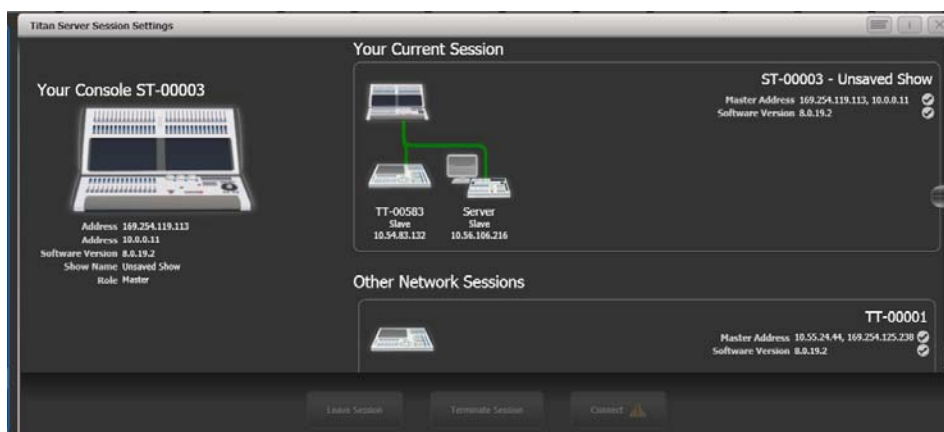 Titan Server Session Settings
Your Console ST-00003
Address 169.254.119.113
Address 10.0.0.11
Software Version 8.0.19.2
Show Name Unsaved Show
Role Master
Your Current Session
ST-00003 - Unsaved Show
Master Address 169.254.119.113, 10.0.0.11
Software Version 8.0.19.2
TT-00583
Slave
10.54.83.132
Server
Slave
10.56.106.216
Other Network Sessions
TT-00001
Master Address 10.55.24.44, 169.254.125.238
Software Version 8.0.19.2
Leave Session
Terminate Session
Connect